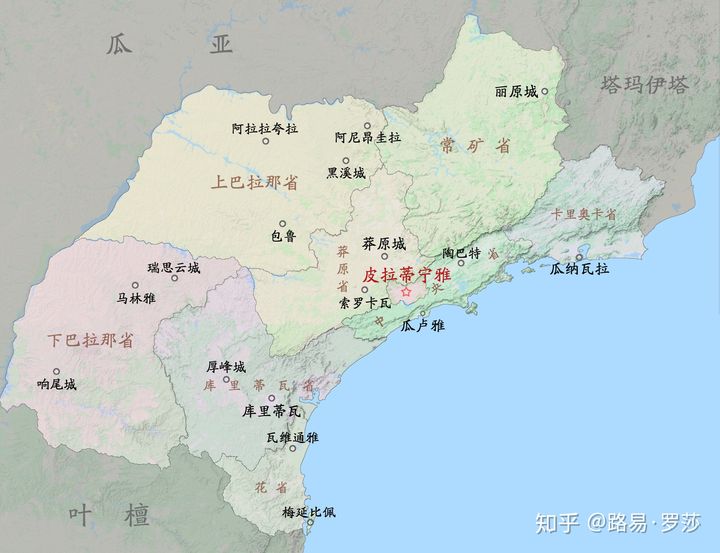 瓜亚
塔玛伊塔
丽原城
阿拉拉夸拉
阿尼昂圭拉
常矿省
黑溪城
上巴拉那省
卡里奥卡省
包鲁
莽原城
陶巴特
瓜纳瓦拉
瑞思云城
莽原省
皮拉蒂宁雅
马林雅
索罗卡瓦
瓜卢雅
下巴拉那省
厚峰城
响尾城
库里蒂瓦省
库里蒂瓦
瓦维通雅
花省
叶檀
梅延比佩
知乎 @路易·罗莎